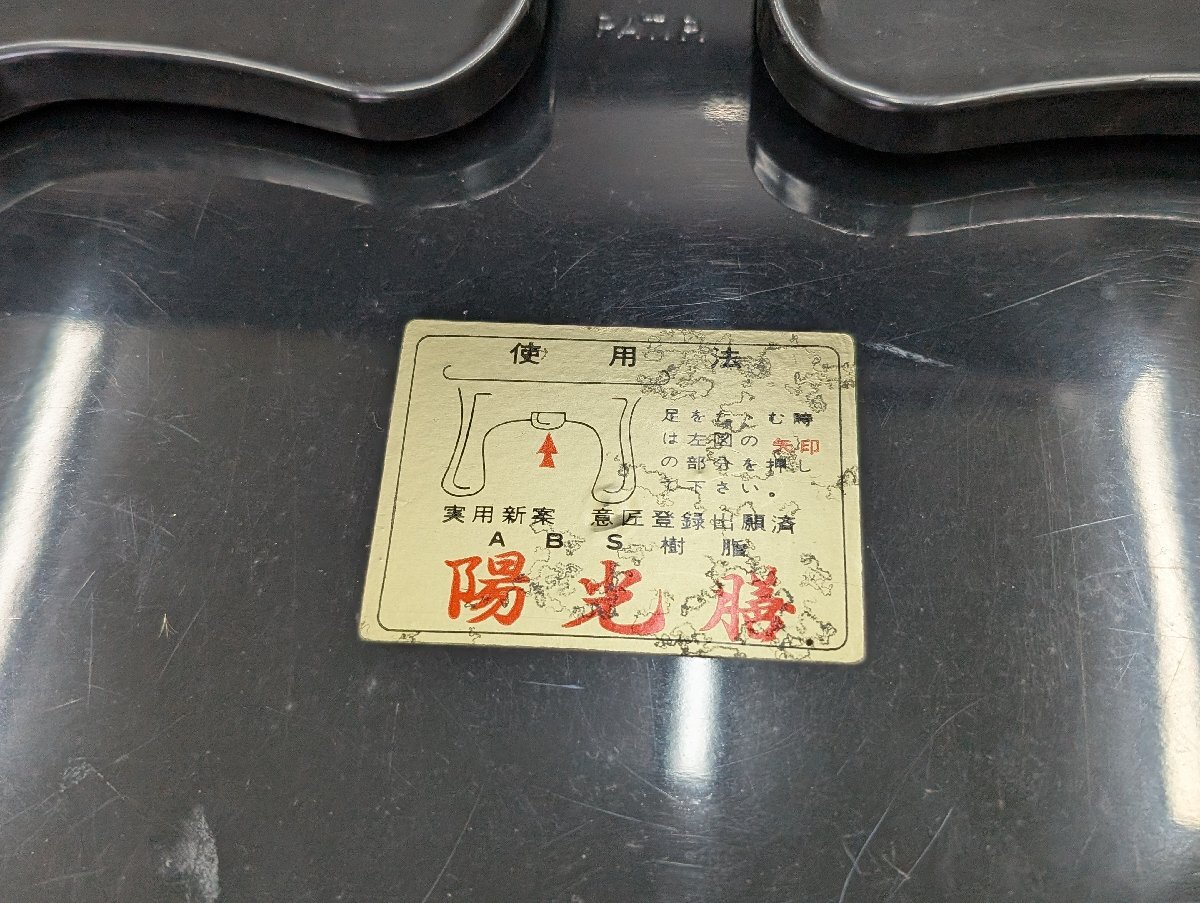 PAT.P.
使用法
足をたゝむ時
は左図の矢印
の部分を押し
て下さい。
実用新案 意匠登録出願済
ABS樹脂
陽光膳